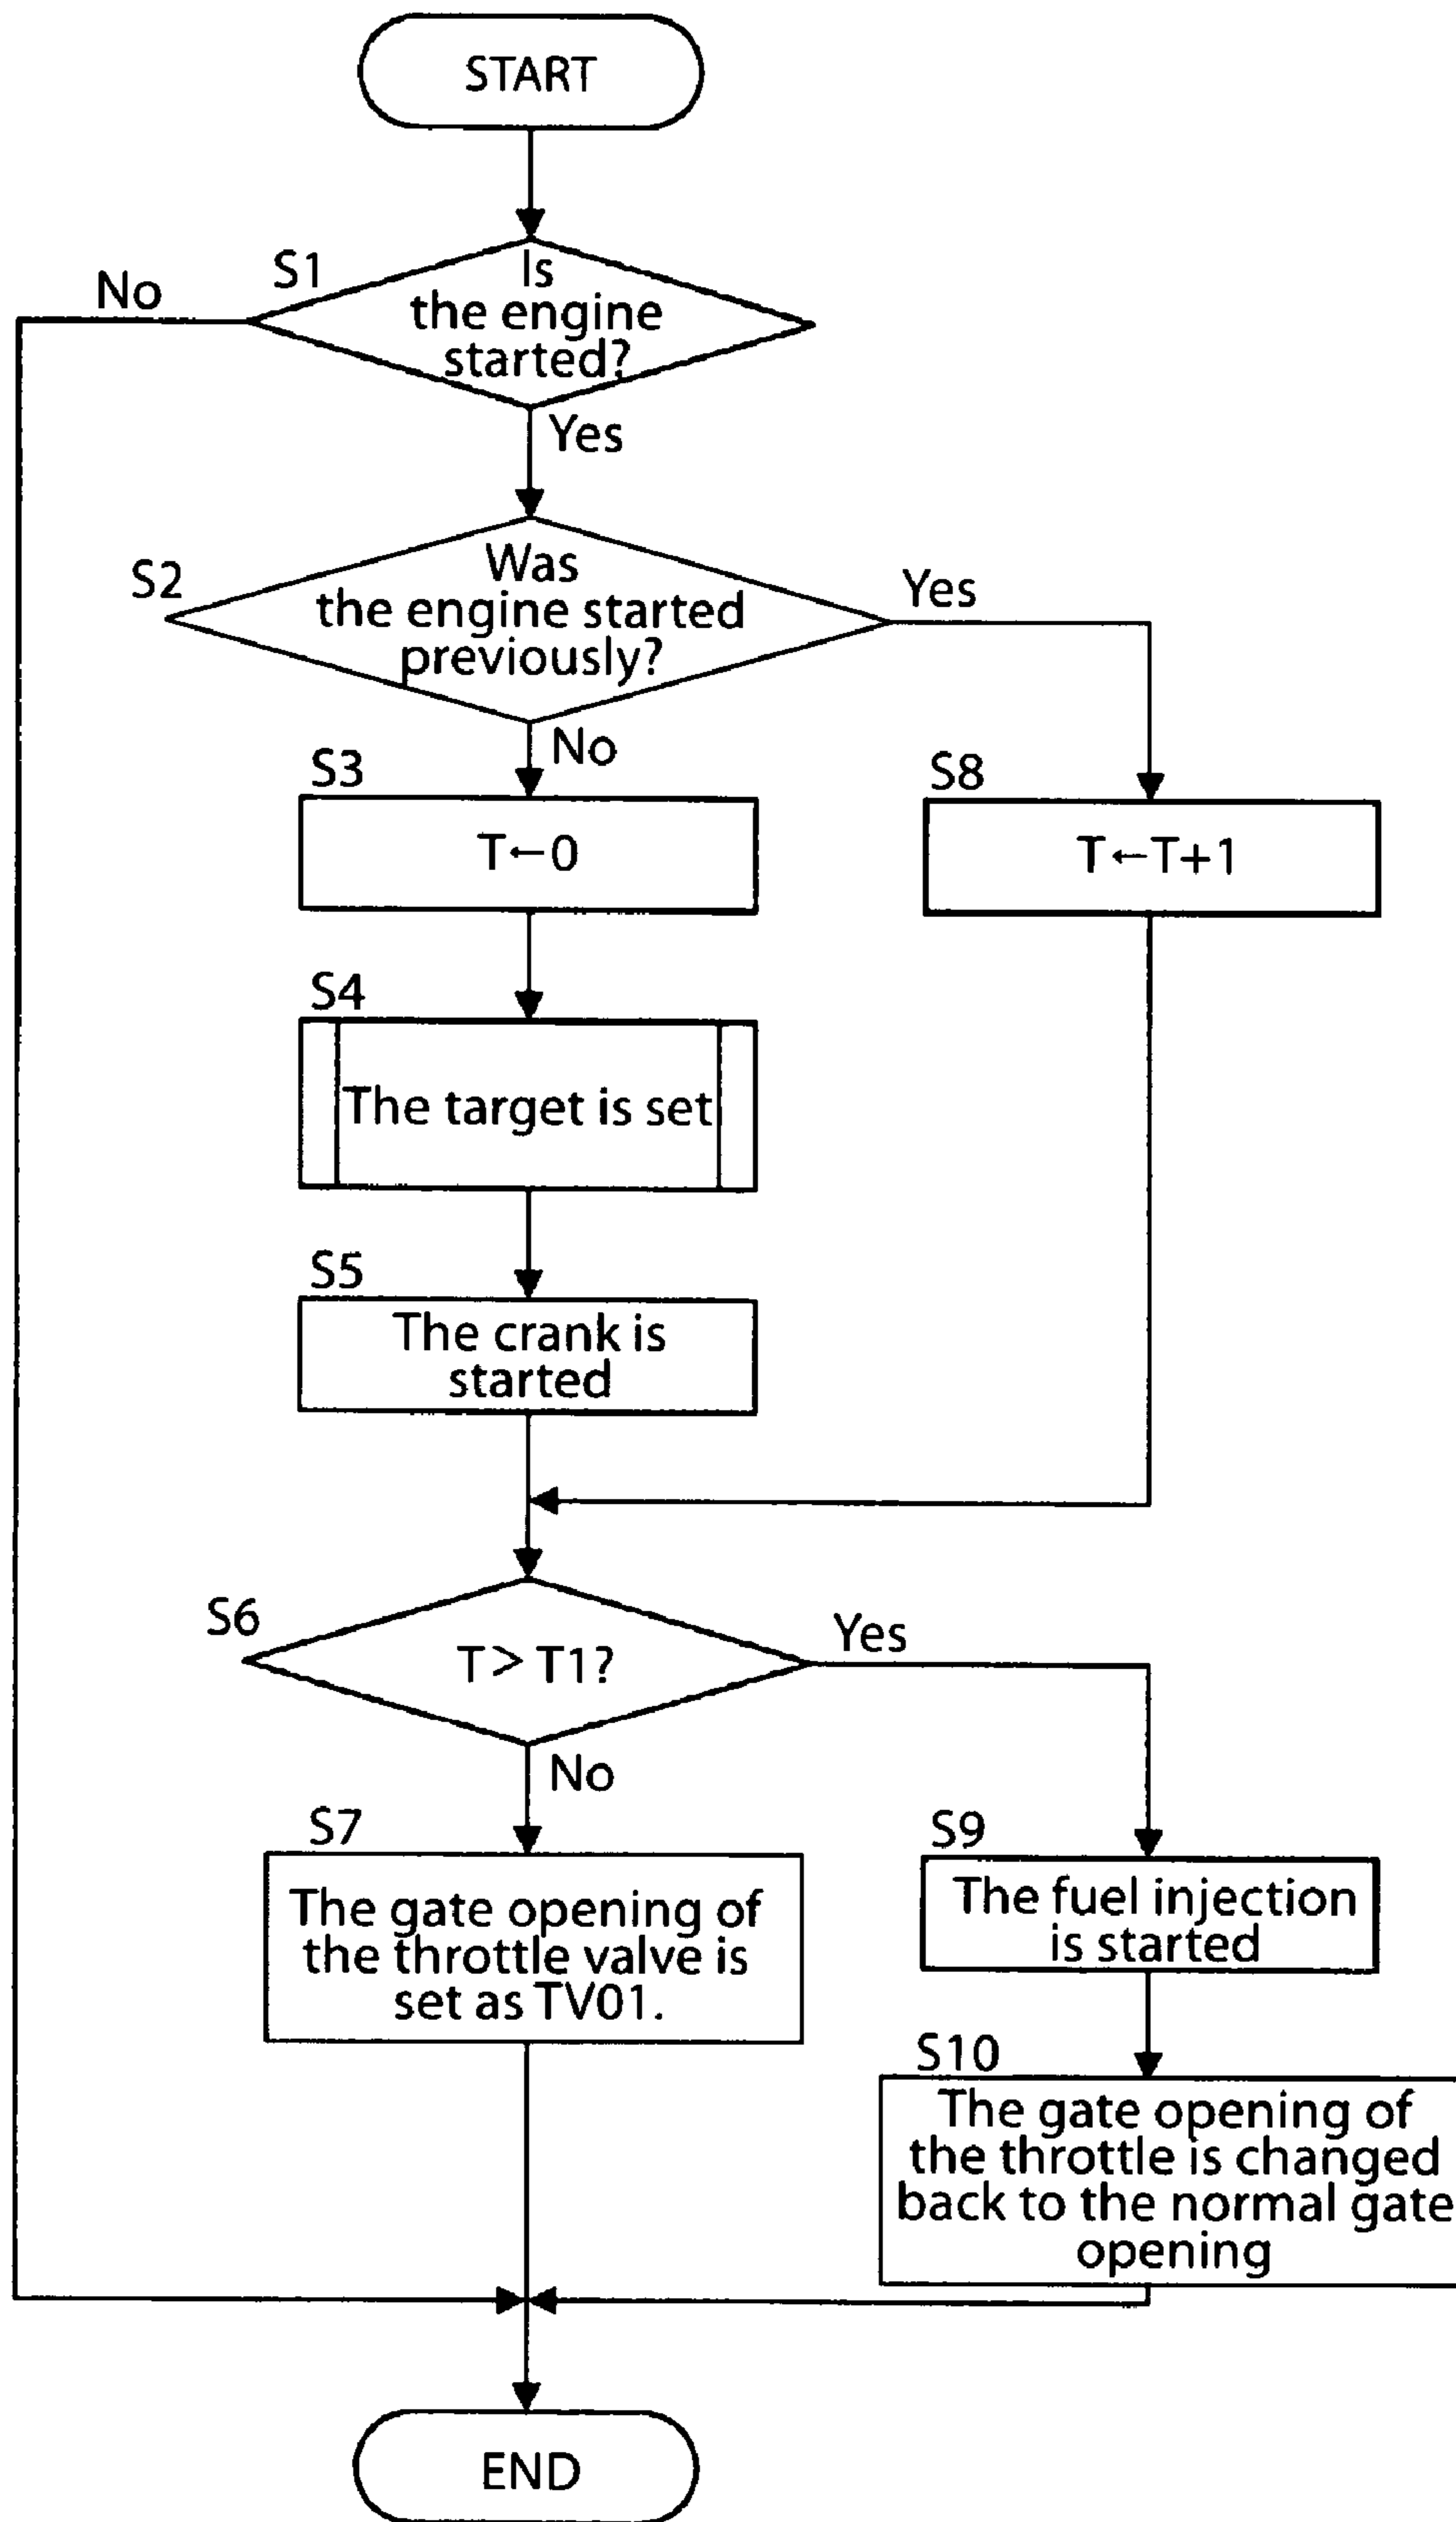 START
S1
No
Is
the engine
started?
Yes
S2
Was
the engine started
previously?
Yes
No
S3
T←0
S8
T←T+1
S4
The target is set
S5
The crank is
started
S6
T>T1?
Yes
No
S7
The gate opening of
the throttle valve is
set as TV01.
S9
The fuel injection
is started
S10
The gate opening of
the throttle is changed
back to the normal gate
opening
END